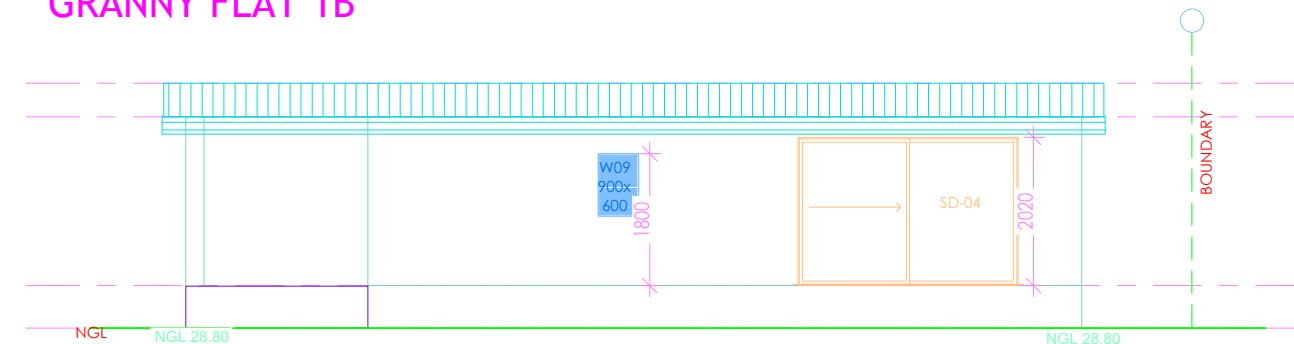 GRANNY FLAT 1B
BOUNDARY
W09
900x
600
1800
SD-04
2020
NGL
NGL 28.80
NGL 28.80